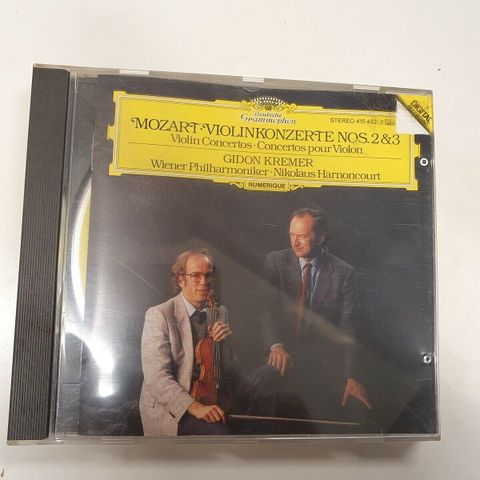 Deutsche
Grammophon
STEREO 415 482-2
DIGITAL
MOZART·VIOLINKONZERTE NOS. 2 & 3
Violin Concertos · Concertos pour Violon
GIDON KREMER
Wiener Philharmoniker · Nikolaus Harnoncourt
NUMERIQUE